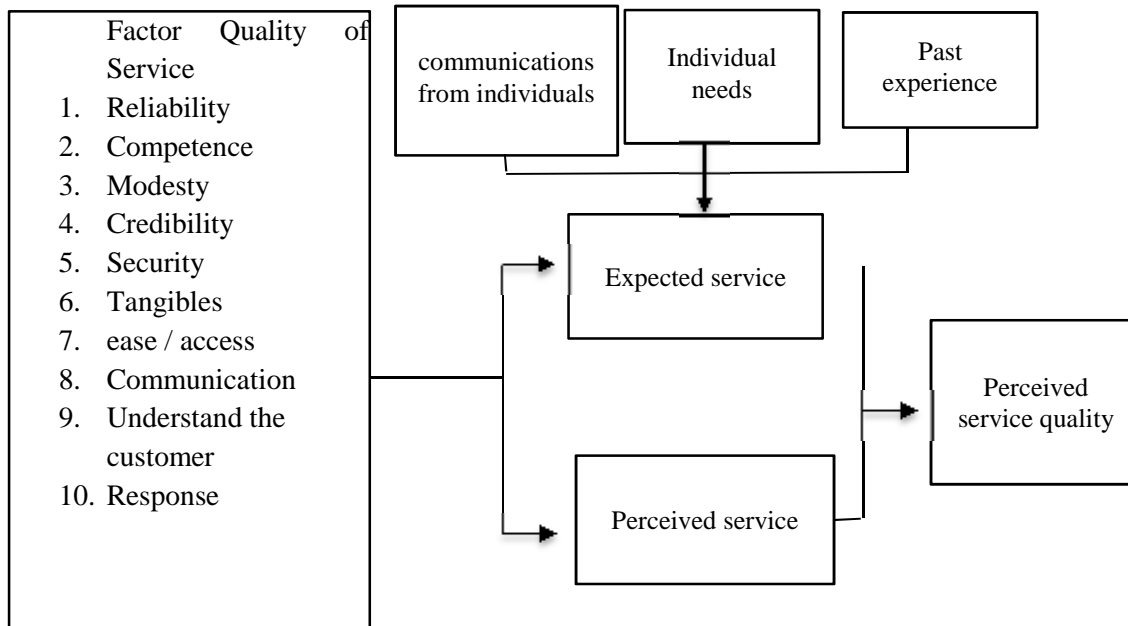 Factor Quality of
Service
1. Reliability
2. Competence
3. Modesty
4. Credibility
5. Security
6. Tangibles
7. ease / access
8. Communication
9. Understand the
customer
10. Response
communications
from individuals
Individual
needs
Past
experience
Expected service
Perceived service
Perceived
service quality